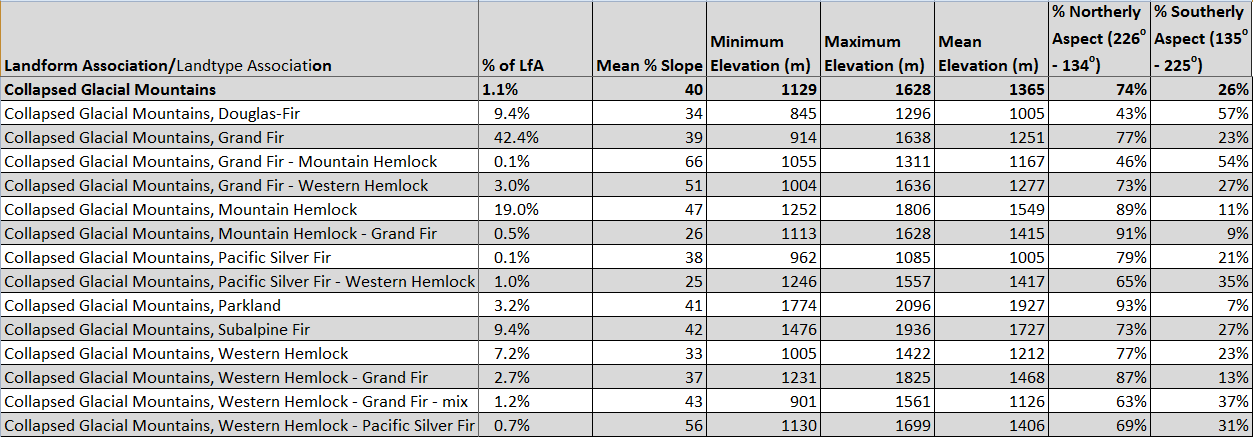 Landform Association/Landtype Association % of LfA Mean % Slope Minimum Elevation (m) Maximum Elevation (m) Mean Elevation (m) % Northerly Aspect (226° - 134°) % Southerly Aspect (135° - 225°)
Collapsed Glacial Mountains 1.1% 40 1129 1628 1365 74% 26%
Collapsed Glacial Mountains, Douglas-Fir 9.4% 34 845 1296 1005 43% 57%
Collapsed Glacial Mountains, Grand Fir 42.4% 39 914 1638 1251 77% 23%
Collapsed Glacial Mountains, Grand Fir - Mountain Hemlock 0.1% 66 1055 1311 1167 46% 54%
Collapsed Glacial Mountains, Grand Fir - Western Hemlock 3.0% 51 1004 1636 1277 73% 27%
Collapsed Glacial Mountains, Mountain Hemlock 19.0% 47 1252 1806 1549 89% 11%
Collapsed Glacial Mountains, Mountain Hemlock - Grand Fir 0.5% 26 1113 1628 1415 91% 9%
Collapsed Glacial Mountains, Pacific Silver Fir 0.1% 38 962 1085 1005 79% 21%
Collapsed Glacial Mountains, Pacific Silver Fir - Western Hemlock 1.0% 25 1246 1557 1417 65% 35%
Collapsed Glacial Mountains, Parkland 3.2% 41 1774 2096 1927 93% 7%
Collapsed Glacial Mountains, Subalpine Fir 9.4% 42 1476 1936 1727 73% 27%
Collapsed Glacial Mountains, Western Hemlock 7.2% 33 1005 1422 1212 77% 23%
Collapsed Glacial Mountains, Western Hemlock - Grand Fir 2.7% 37 1231 1825 1468 87% 13%
Collapsed Glacial Mountains, Western Hemlock - Grand Fir - mix 1.2% 43 901 1561 1126 63% 37%
Collapsed Glacial Mountains, Western Hemlock - Pacific Silver Fir 0.7% 56 1130 1699 1406 69% 31%